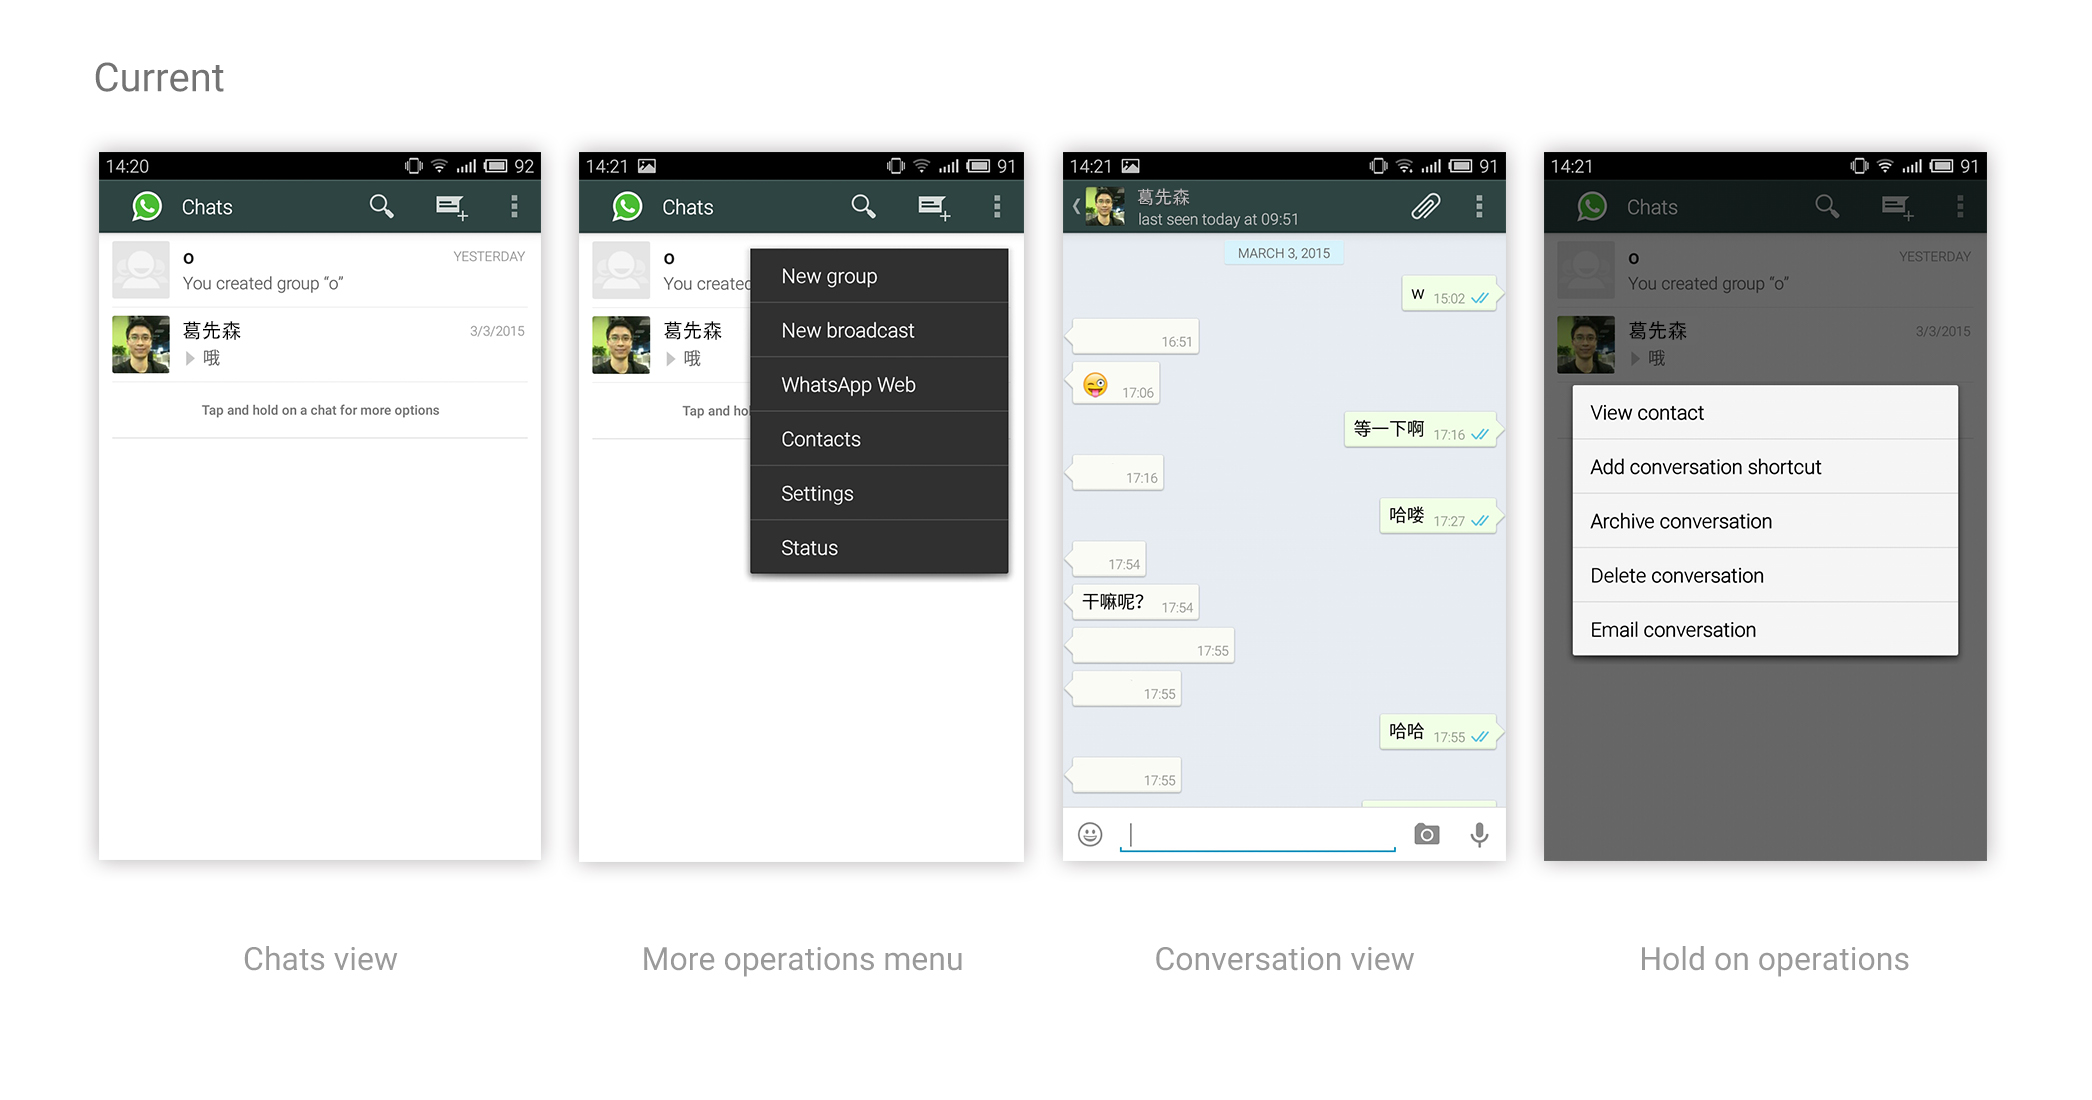 Current
14:20 92
Chats
o YESTERDAY
You created group “o”
葛先森 3/3/2015
哦
Tap and hold on a chat for more options
Chats view
14:21 91
Chats
o
You created
葛先森
哦
Tap and hol
New group
New broadcast
WhatsApp Web
Contacts
Settings
Status
More operations menu
14:21 91
葛先森
last seen today at 09:51
MARCH 3, 2015
w 15:02
16:51
17:06
等一下啊 17:16
17:16
哈喽 17:27
17:54
干嘛呢? 17:54
17:55
17:55
哈哈 17:55
17:55
Conversation view
14:21 91
Chats
o YESTERDAY
You created group “o”
葛先森 3/3/2015
哦
View contact
Add conversation shortcut
Archive conversation
Delete conversation
Email conversation
Hold on operations